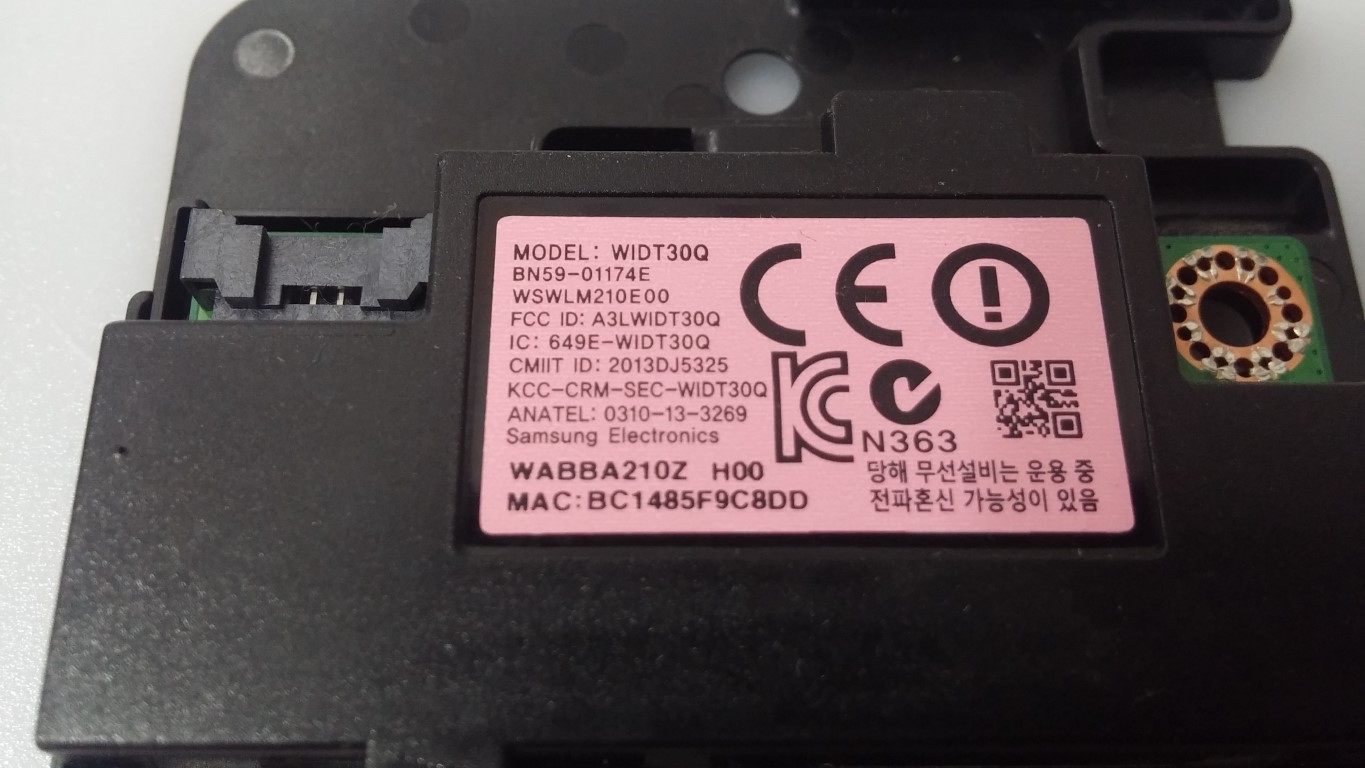 MODEL: WIDT30Q
BN59-01174E
WSWLM210E00
FCC ID: A3LWIDT30Q
IC: 649E-WIDT30Q
CMIIT ID: 2013DJ5325
KCC-CRM-SEC-WIDT30Q
ANATEL: 0310-13-3269
Samsung Electronics
WABBA210Z H00
MAC:BC1485F9C8DD
CE
KC
N363
당해 무선설비는 운용 중
전파혼신 가능성이 있음